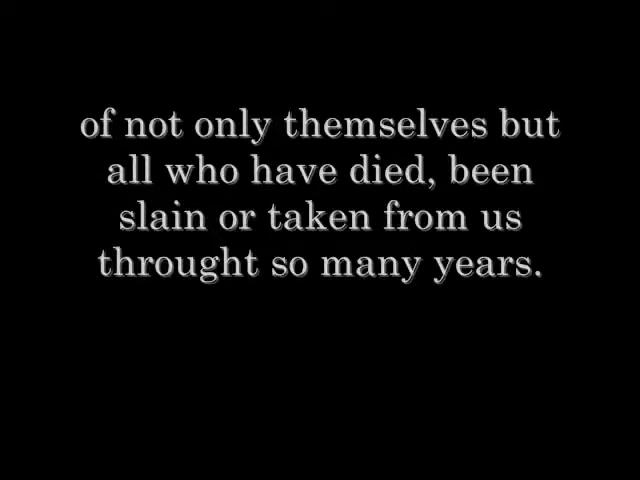 of not only themselves but
all who have died, been
slain or taken from us
throught so many years.